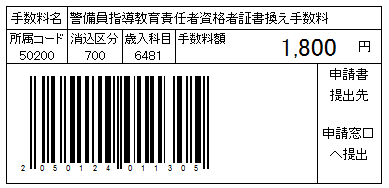 手数料名 警備員指導教育責任者資格者証書換え手数料
所属コード 消込区分 歳入科目 手数料額 1,800 円
50200 700 6481
申請書
提出先
申請窓口
へ提出
2050124011305